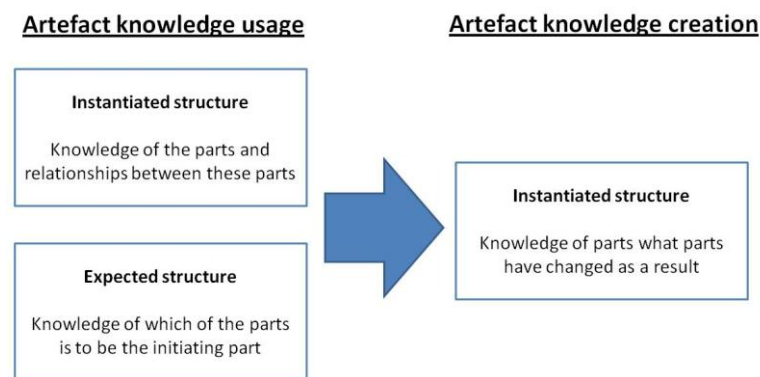 Artefact knowledge usage
Instantiated structure
Knowledge of the parts and
relationships between these parts
Expected structure
Knowledge of which of the parts
is to be the initiating part
Artefact knowledge creation
Instantiated structure
Knowledge of parts what parts
have changed as a result